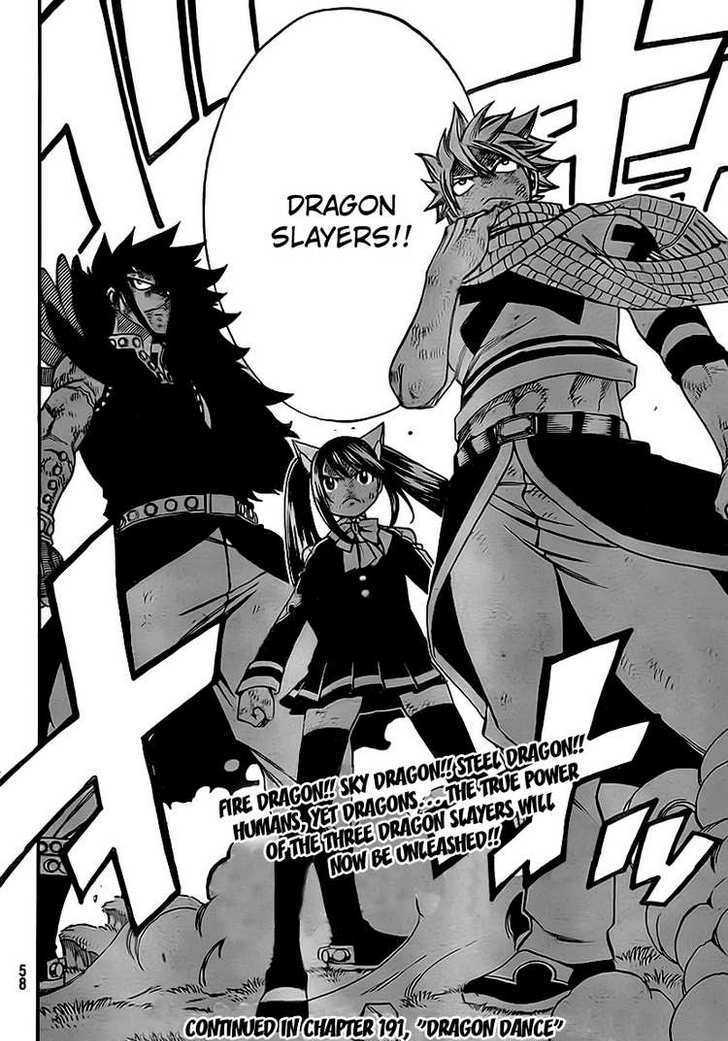 DRAGON
SLAYERS!!
FIRE DRAGON!! SKY DRAGON!! STEEL DRAGON!!
HUMANS, YET DRAGONS... THE TRUE POWER
OF THE THREE DRAGON SLAYERS WILL
NOW BE UNLEASHED!!
58
CONTINUED IN CHAPTER 191, "DRAGON DANCE"